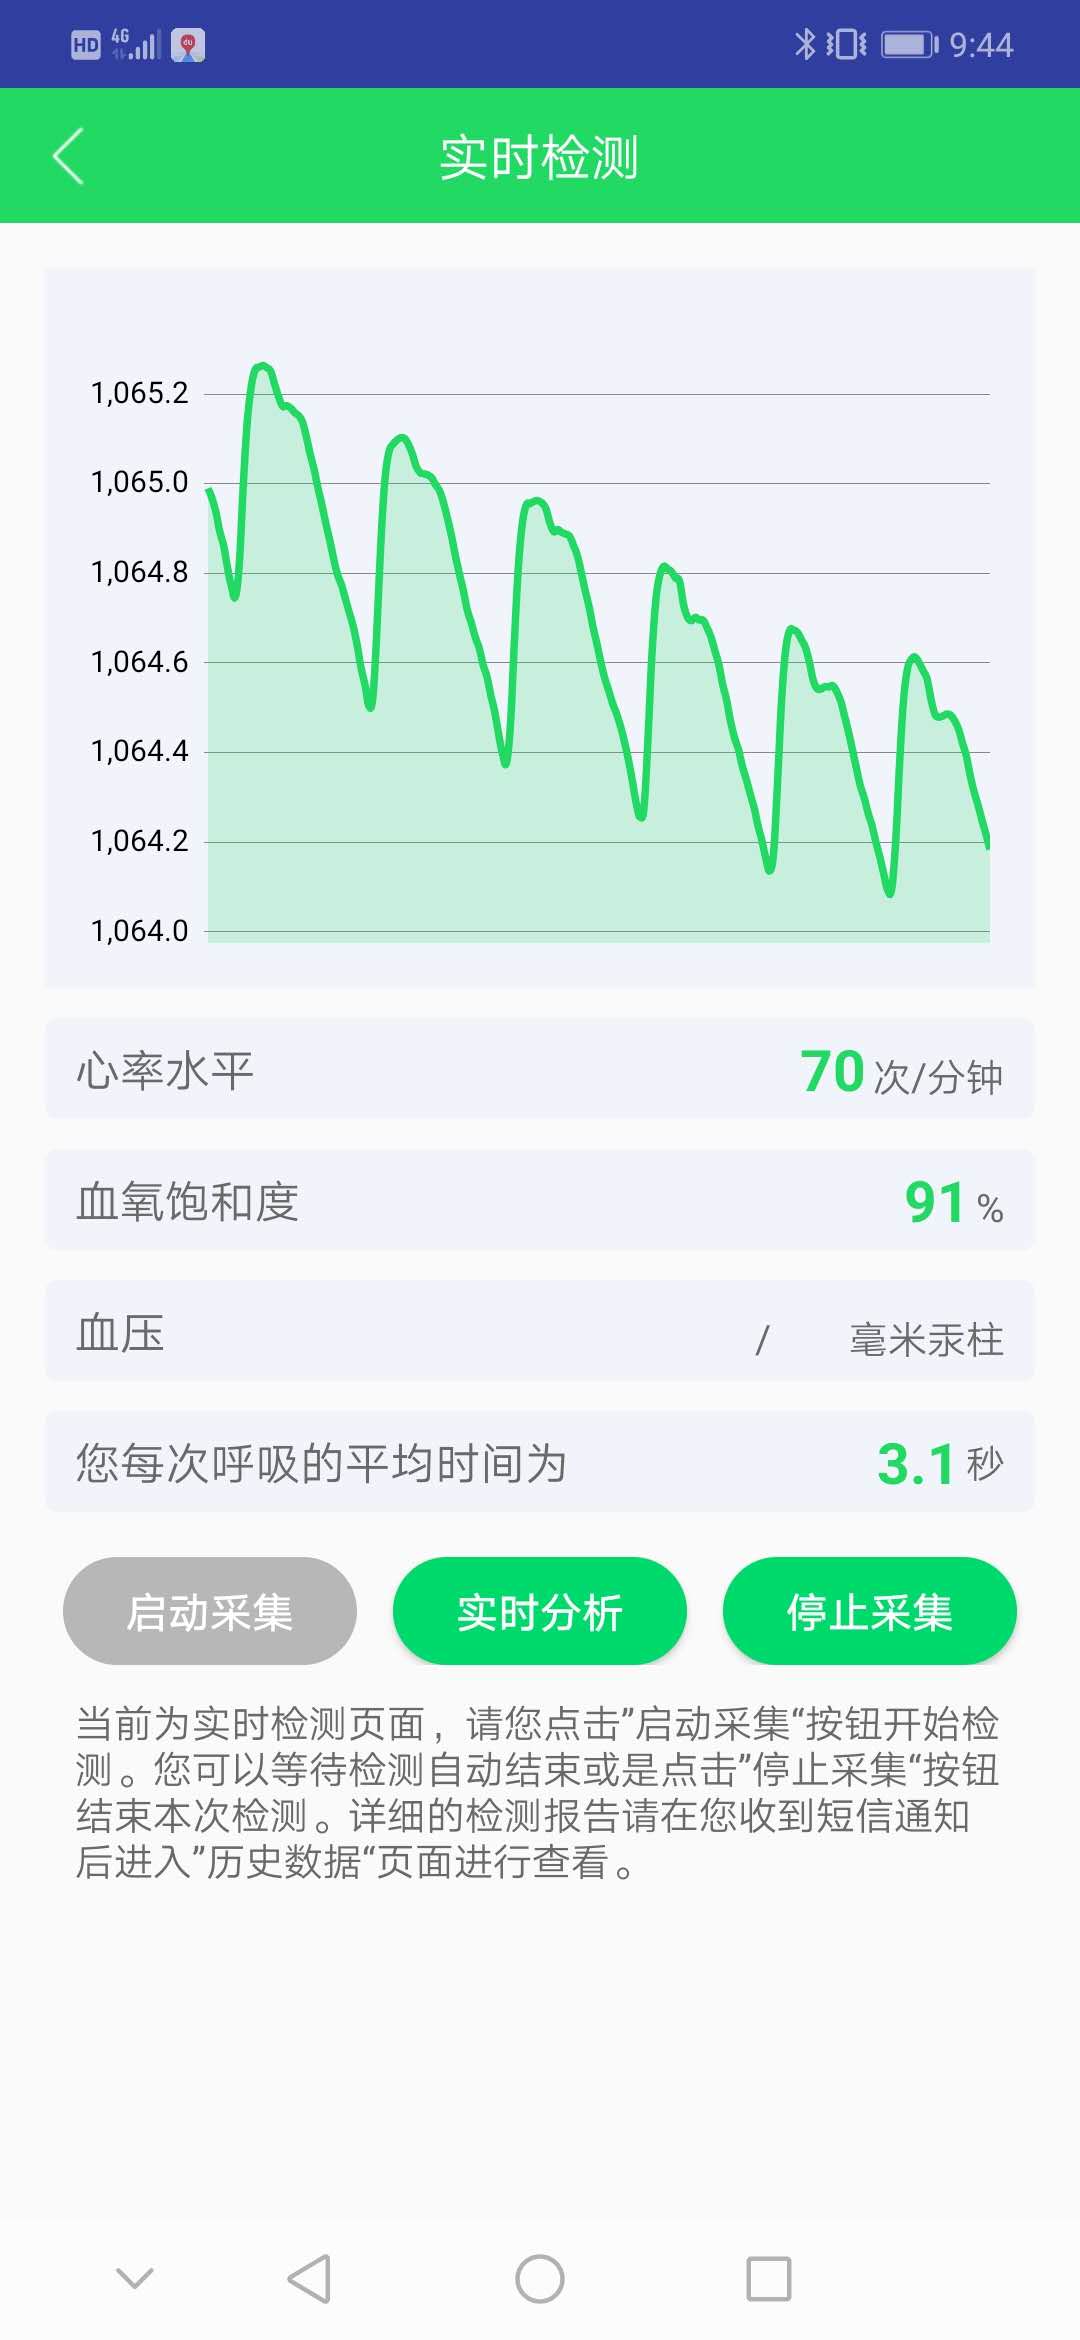 HD 4G du 9:44
实时检测
1,065.2
1,065.0
1,064.8
1,064.6
1,064.4
1,064.2
1,064.0
心率水平 70 次/分钟
血氧饱和度 91 %
血压 / 毫米汞柱
您每次呼吸的平均时间为 3.1 秒
启动采集 实时分析 停止采集
当前为实时检测页面，请您点击”启动采集“按钮开始检
测。您可以等待检测自动结束或是点击”停止采集“按钮
结束本次检测。详细的检测报告请在您收到短信通知
后进入”历史数据“页面进行查看。